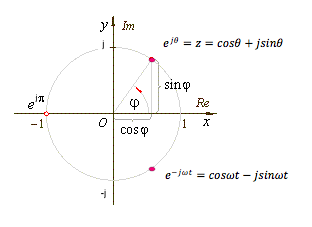 y Im
j
e^{jθ} = z = cosθ + jsinθ
sinφ
e^{jπ}
φ
Re
−1 O cosφ 1 x
e^{−jωt} = cosωt − jsinωt
-j